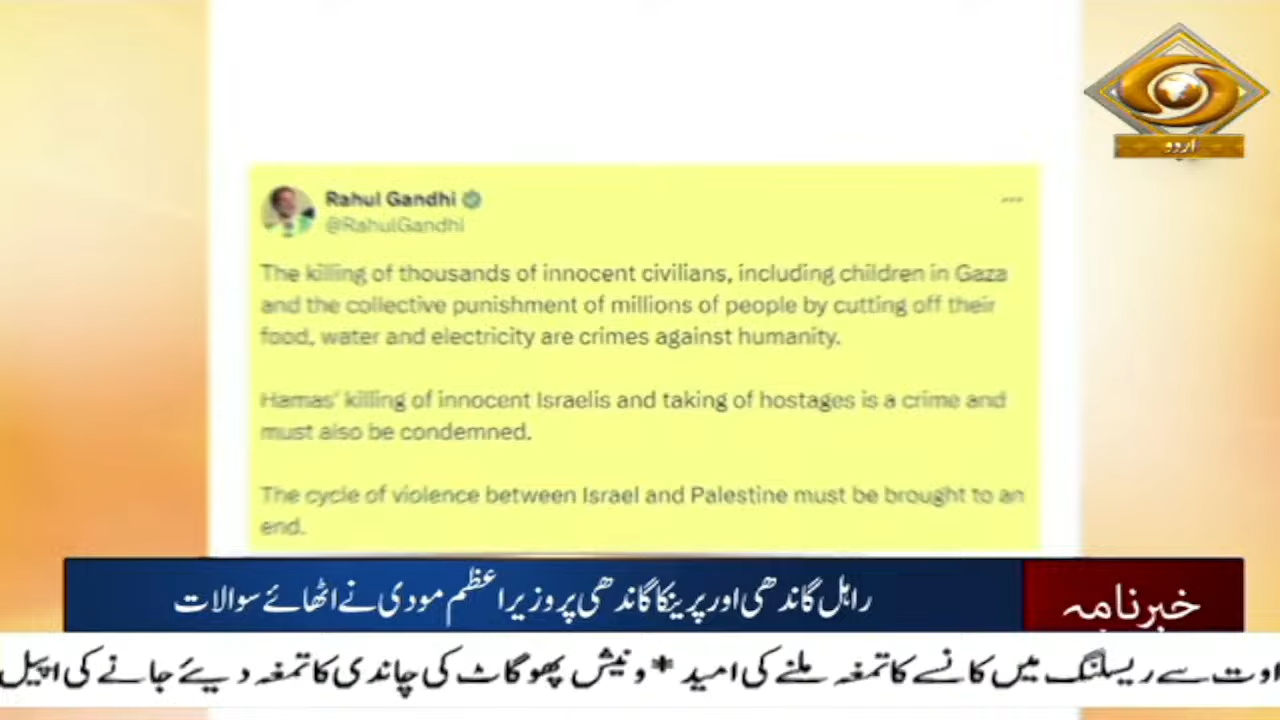 اردو
Rahul Gandhi
@RahulGandhi
The killing of thousands of innocent civilians, including children in Gaza
and the collective punishment of millions of people by cutting off their
food, water and electricity are crimes against humanity.
Hamas' killing of innocent Israelis and taking of hostages is a crime and
must also be condemned.
The cycle of violence between Israel and Palestine must be brought to an
end.
راہل گاندھی اور پرینکا گاندھی پر وزیر اعظم مودی نے اٹھائے سوالات
خبرنامہ
اوت سے ریسلنگ میں کانسے کا تمغہ ملنے کی امید * ونیش پھوگاٹ کی چاندی کا تمغہ دیئے جانے کی اپیل